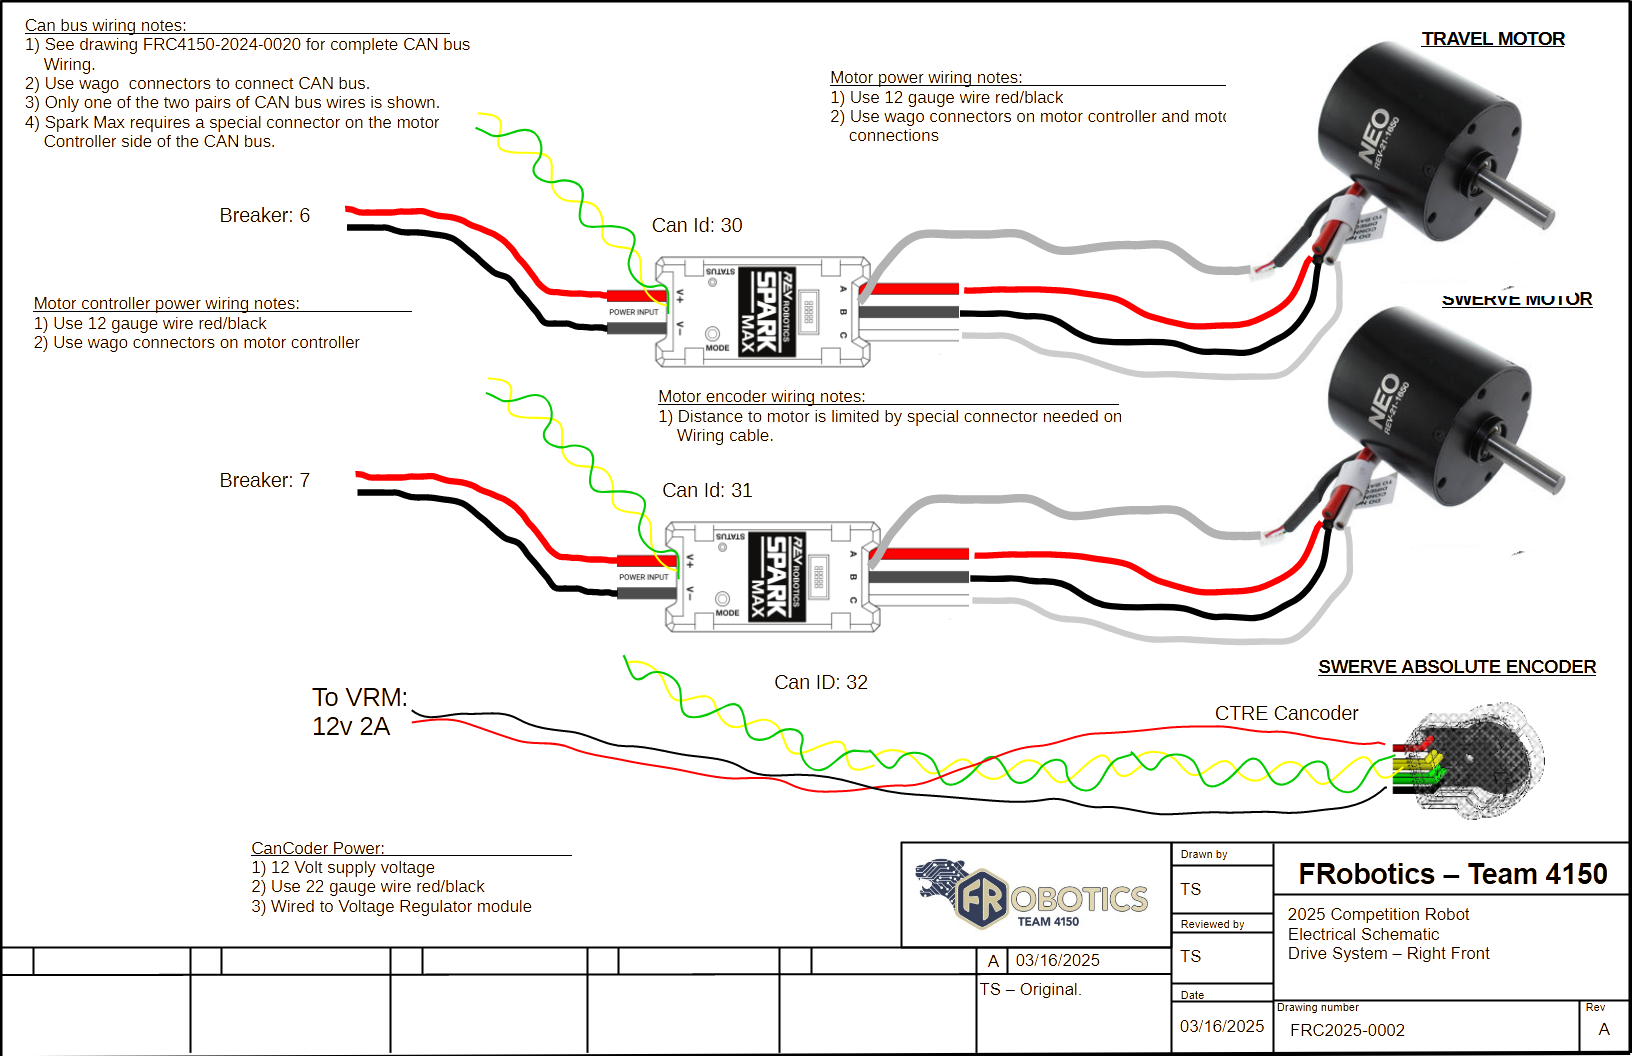 Can bus wiring notes:
1) See drawing FRC4150-2024-0020 for complete CAN bus
Wiring.
2) Use wago connectors to connect CAN bus.
3) Only one of the two pairs of CAN bus wires is shown.
4) Spark Max requires a special connector on the motor
Controller side of the CAN bus.
Motor power wiring notes:
1) Use 12 gauge wire red/black
2) Use wago connectors on motor controller and moto
connections
TRAVEL MOTOR
NEO
REV-21-1650
Breaker: 6
Can Id: 30
STATUS
V+
POWER INPUT
V-
MODE
REV ROBOTICS
SPARK
MAX
A
B
C
Motor controller power wiring notes:
1) Use 12 gauge wire red/black
2) Use wago connectors on motor controller
SWERVE MOTOR
NEO
REV-21-1650
Motor encoder wiring notes:
1) Distance to motor is limited by special connector needed on
Wiring cable.
Breaker: 7
Can Id: 31
STATUS
V+
POWER INPUT
V-
MODE
REV ROBOTICS
SPARK
MAX
A
B
C
SWERVE ABSOLUTE ENCODER
Can ID: 32
To VRM:
12v 2A
CTRE Cancoder
CanCoder Power:
1) 12 Volt supply voltage
2) Use 22 gauge wire red/black
3) Wired to Voltage Regulator module
FROBOTICS
TEAM 4150
A 03/16/2025
TS – Original.
Drawn by
TS
Reviewed by
TS
Date
03/16/2025
FRobotics – Team 4150
2025 Competition Robot
Electrical Schematic
Drive System – Right Front
Drawing number
FRC2025-0002
Rev
A